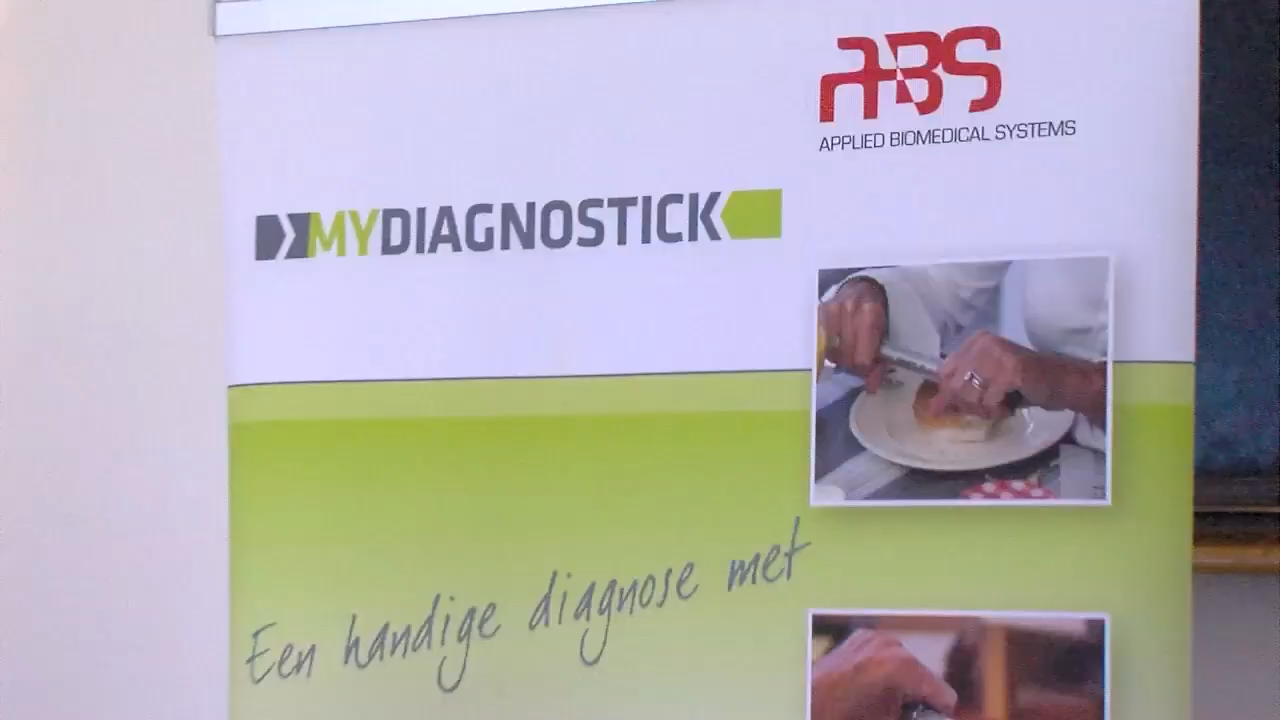 ABS
APPLIED BIOMEDICAL SYSTEMS
MYDIAGNOSTICK
Een handige diagnose met